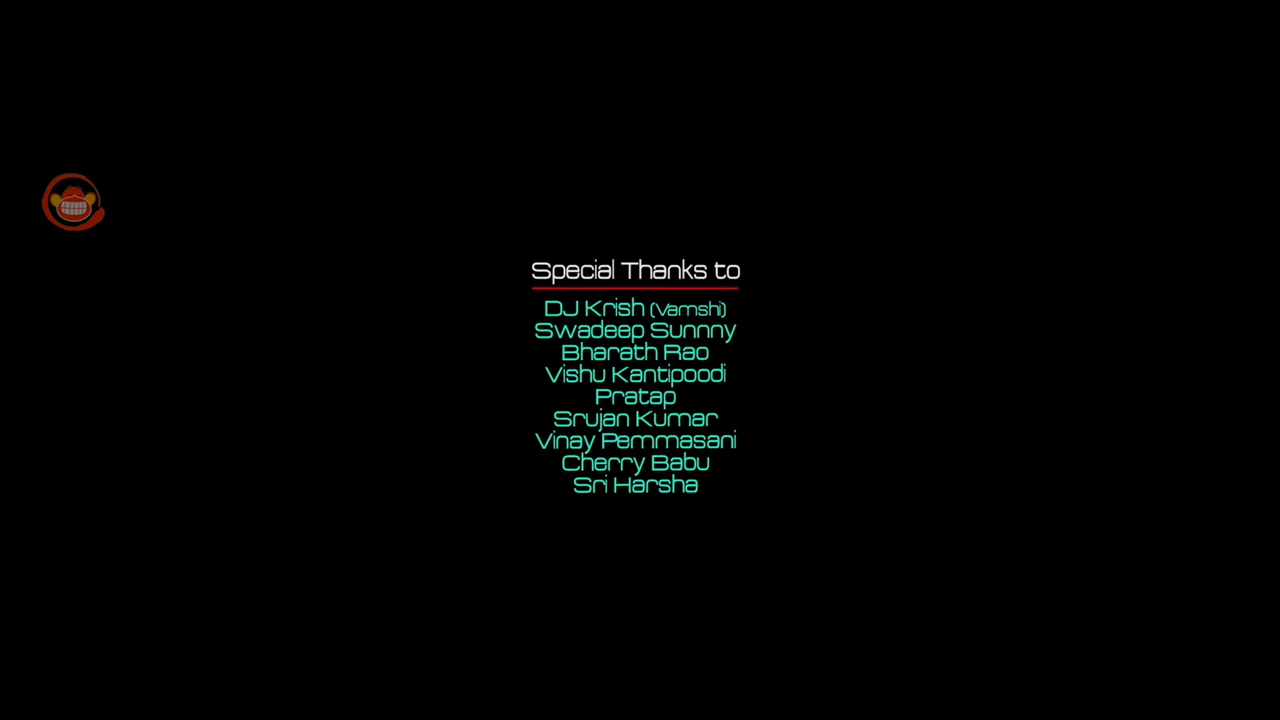 Special Thanks to
DJ Krish (Vamshi)
Swadeep Sunnny
Bharath Rao
Vishu Kantipoodi
Pratap
Srujan Kumar
Vinay Pemmasani
Cherry Babu
Sri Harsha